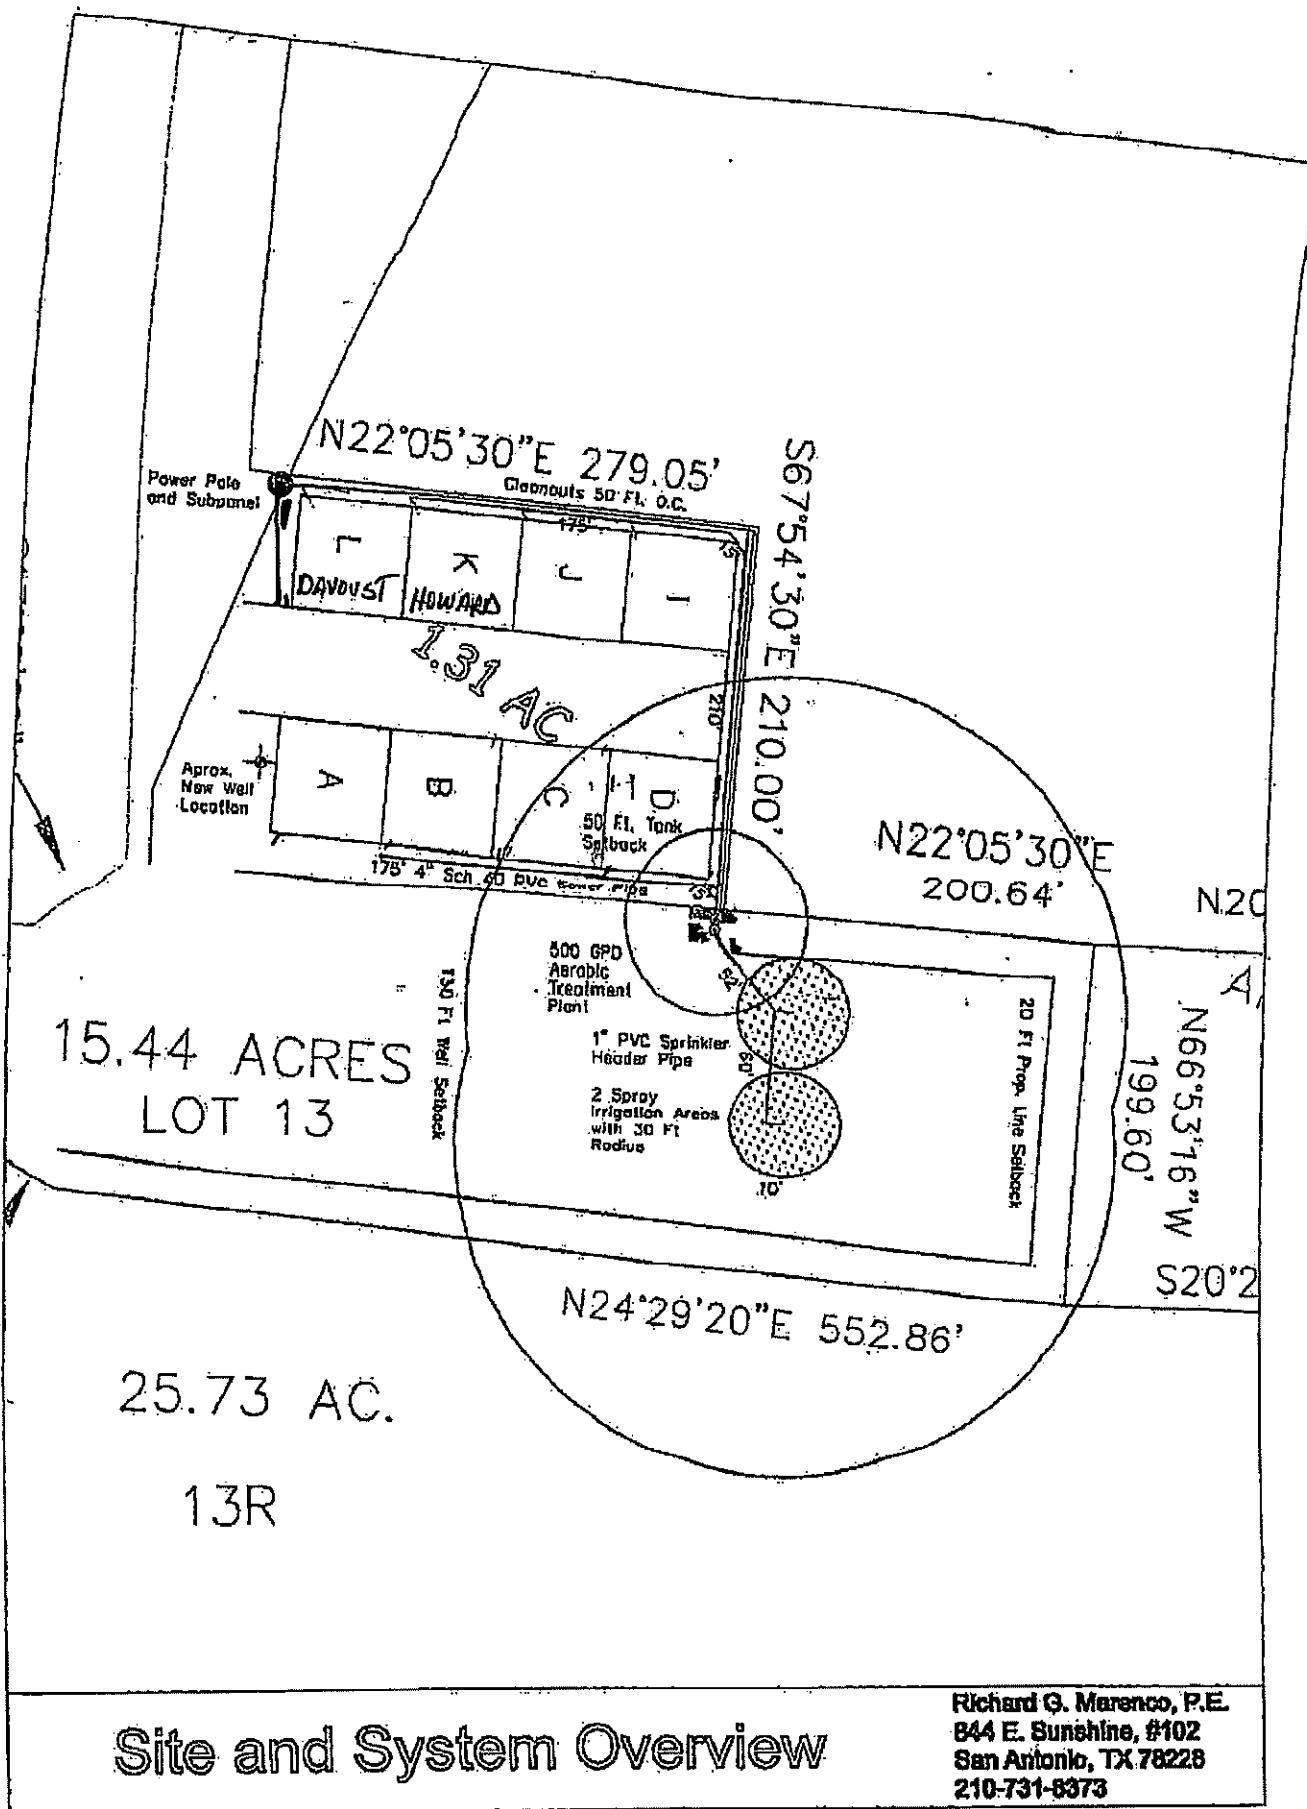 N22°05'30"E 279.05'
Cleanouts 50 Ft. O.C.
175'
15'
S67°54'30"E 210.00'
Power Pole
and Subpanel
L
K
J
I
DAVOUST
HOWARD
1.31 AC
210'
Aprox.
New Well
Location
A
B
C
D
50 Ft. Tank
Setback
175' 4" Sch 40 PVC Sewer Pipe
N22°05'30"E
200.64'
N20
500 GPD
Aerobic
Treatment
Plant
1" PVC Sprinkler
Header Pipe
60'
2 Spray
Irrigation Areas
with 30 Ft
Radius
10'
20 Ft Prop. Line Setback
A
N66°53'16"W
199.60'
S20°2
15.44 ACRES
LOT 13
Ft Well Setback
N24°29'20"E 552.86'
25.73 AC.
13R
Site and System Overview
Richard G. Marenco, P.E.
844 E. Sunshine, #102
San Antonio, TX 78228
210-731-8373